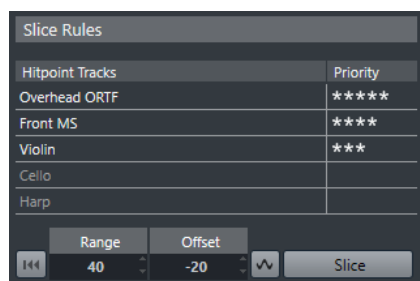 Slice Rules
Hitpoint Tracks Priority
Overhead ORTF *****
Front MS ****
Violin ***
Cello
Harp
Range Offset
40 -20 Slice